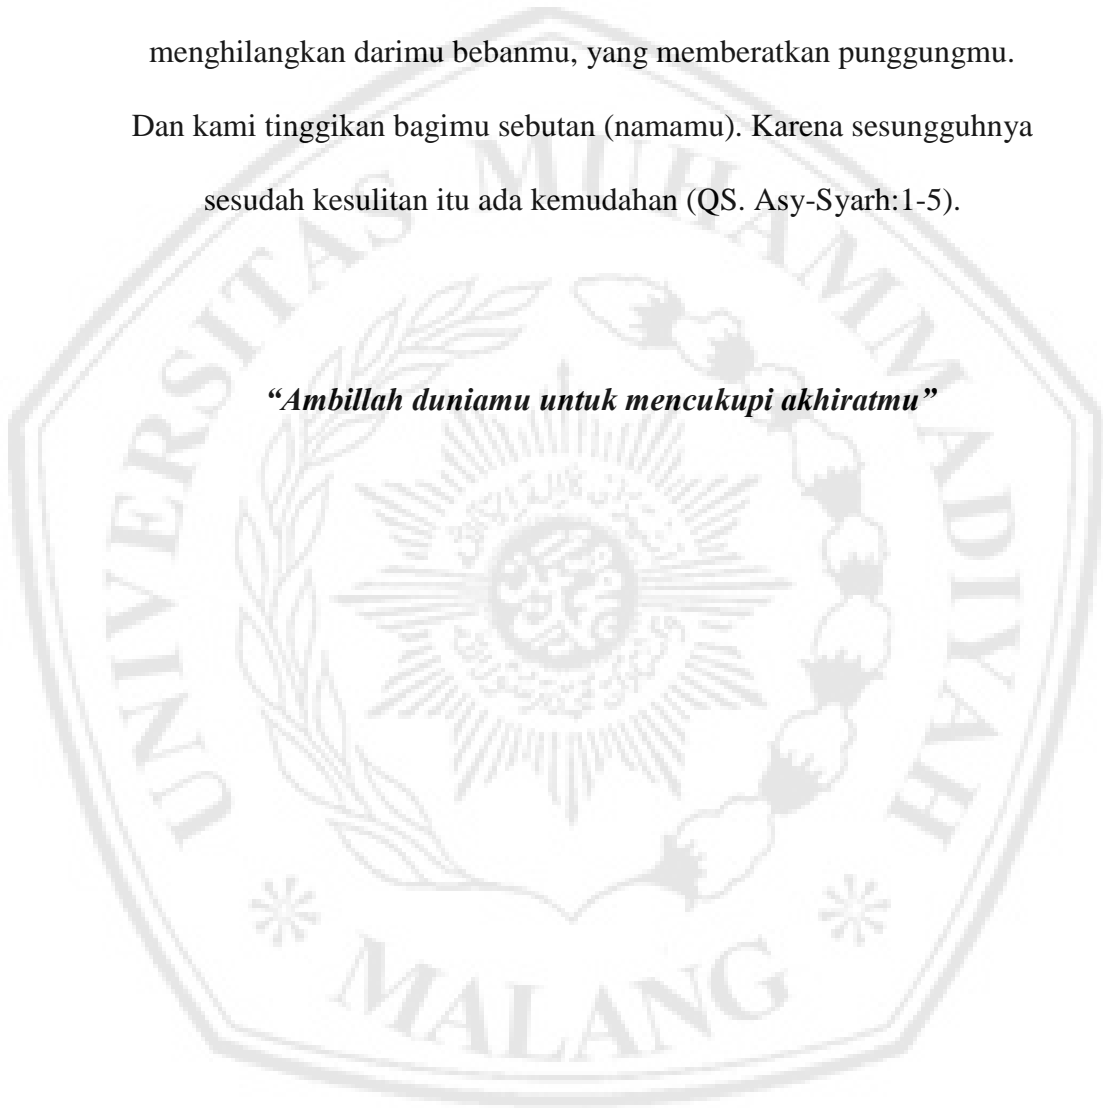 menghilangkan darimu bebanmu, yang memberatkan punggungmu.
Dan kami tinggikan bagimu sebutan (namamu). Karena sesungguhnya
sesudah kesulitan itu ada kemudahan (QS. Asy-Syarh:1-5).
“Ambillah duniamu untuk mencukupi akhiratmu”
UNIVERSITAS MUHAMMADIYAH
MALANG